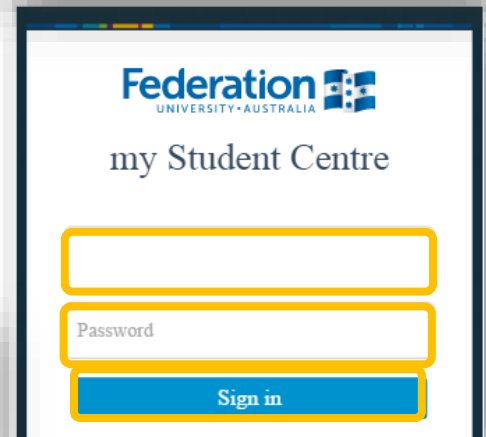 Federation
UNIVERSITY • AUSTRALIA
my Student Centre
Password
Sign in